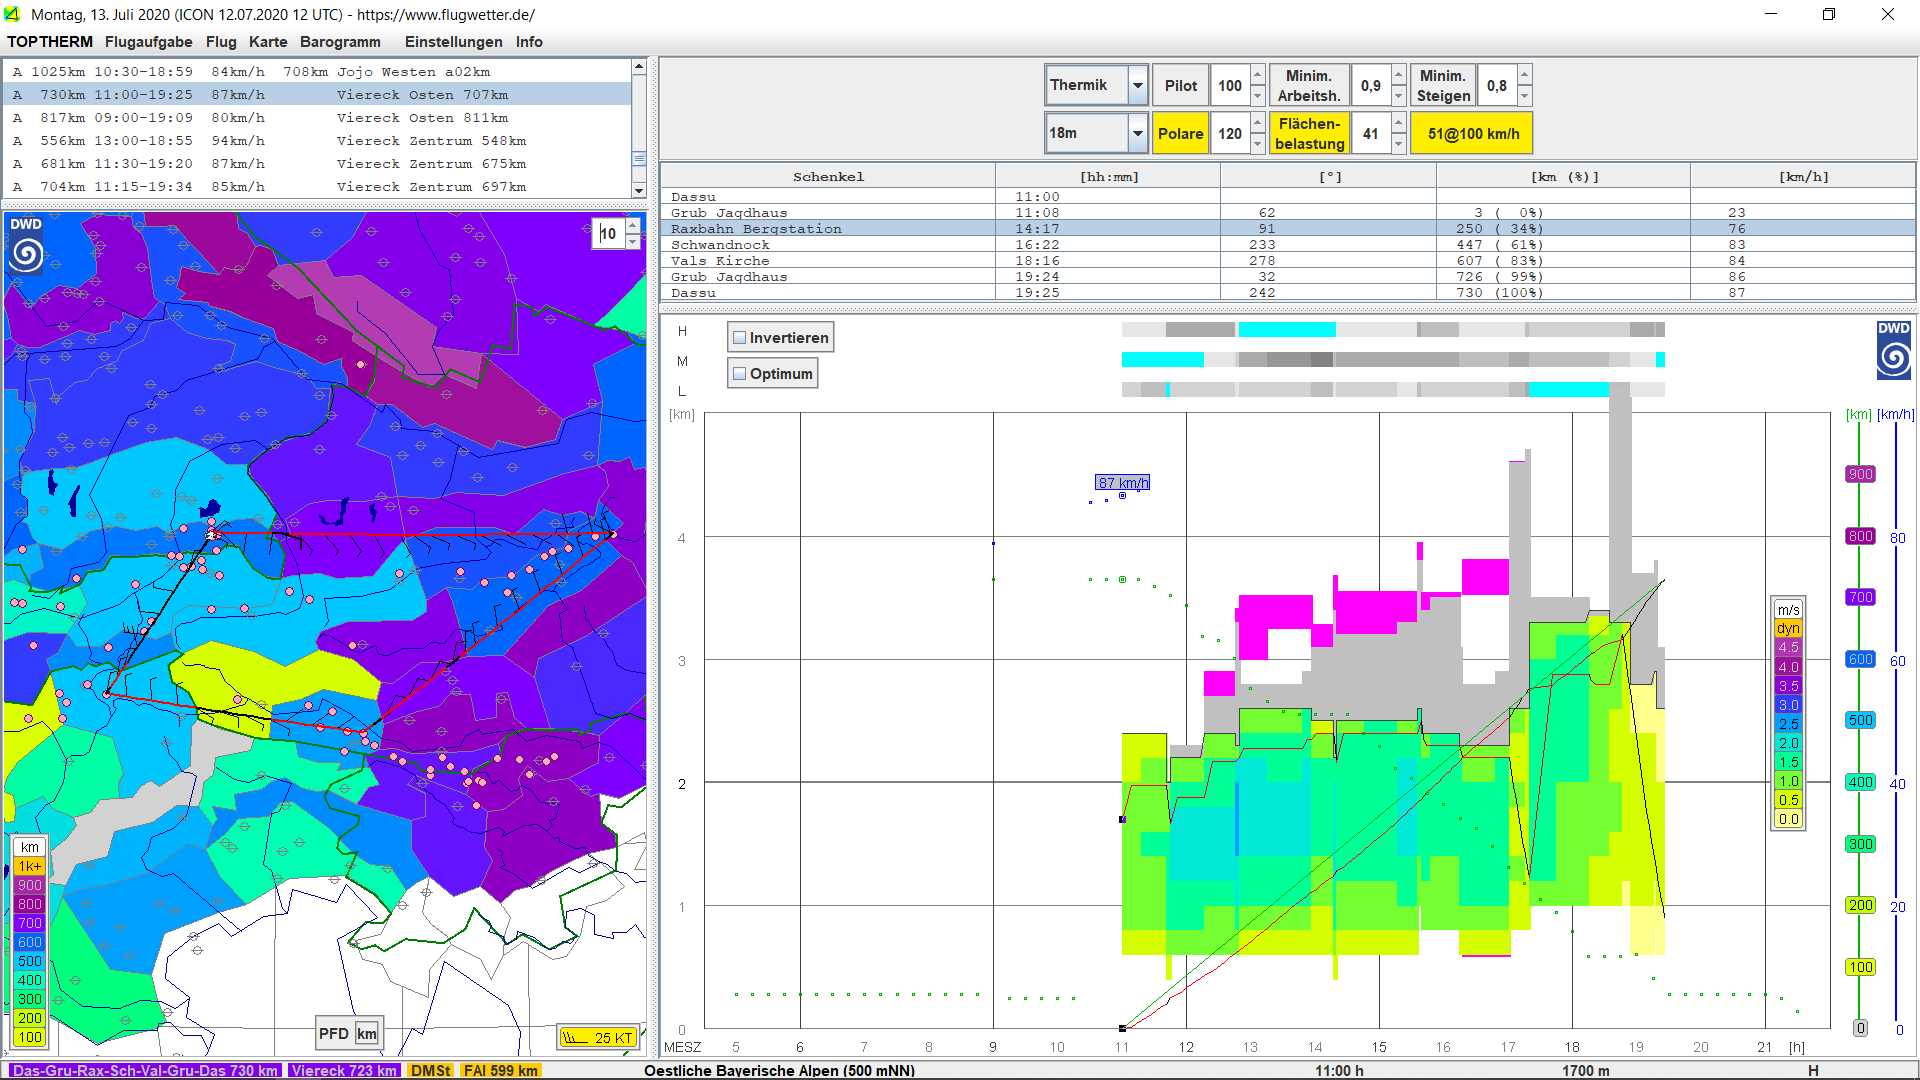 Montag, 13. Juli 2020 (ICON 12.07.2020 12 UTC) - https://www.flugwetter.de/
TOPTHERM Flugaufgabe Flug Karte Barogramm Einstellungen Info
A 1025km 10:30-18:59 84km/h 708km Jojo Westen a02km
A 730km 11:00-19:25 87km/h Viereck Osten 707km
A 817km 09:00-19:09 80km/h Viereck Osten 811km
A 556km 13:00-18:55 94km/h Viereck Zentrum 548km
A 681km 11:30-19:20 87km/h Viereck Zentrum 675km
A 704km 11:15-19:34 85km/h Viereck Zentrum 697km
Thermik Pilot 100 Minim. Arbeitsh. 0,9 Minim. Steigen 0,8
18m Polare 120 Flächen- belastung 41 51@100 km/h
Schenkel [hh:mm] [°] [km (%)] [km/h]
Dassu 11:00
Grub Jagdhaus 11:08 62 3 ( 0%) 23
Raxbahn Bergstation 14:17 91 250 ( 34%) 76
Schwandnock 16:22 233 447 ( 61%) 83
Vals Kirche 18:16 278 607 ( 83%) 84
Grub Jagdhaus 19:24 32 726 ( 99%) 86
Dassu 19:25 242 730 (100%) 87
DWD
10
km
1k+
900
800
700
600
500
400
300
200
100
PFD km
25 KT
H
M
L
Invertieren
Optimum
DWD
[km]
4
3
2
1
0
87 km/h
[km] [km/h]
900
800 80
700
600 60
500
400 40
300
200 20
100
0 0
m/s
dyn
4.5
4.0
3.5
3.0
2.5
2.0
1.5
1.0
0.5
0.0
MESZ 5 6 7 8 9 10 11 12 13 14 15 16 17 18 19 20 21 [h]
Das-Gru-Rax-Sch-Val-Gru-Das 730 km Viereck 723 km DMSt FAI 599 km Oestliche Bayerische Alpen (500 mNN) 11:00 h 1700 m H